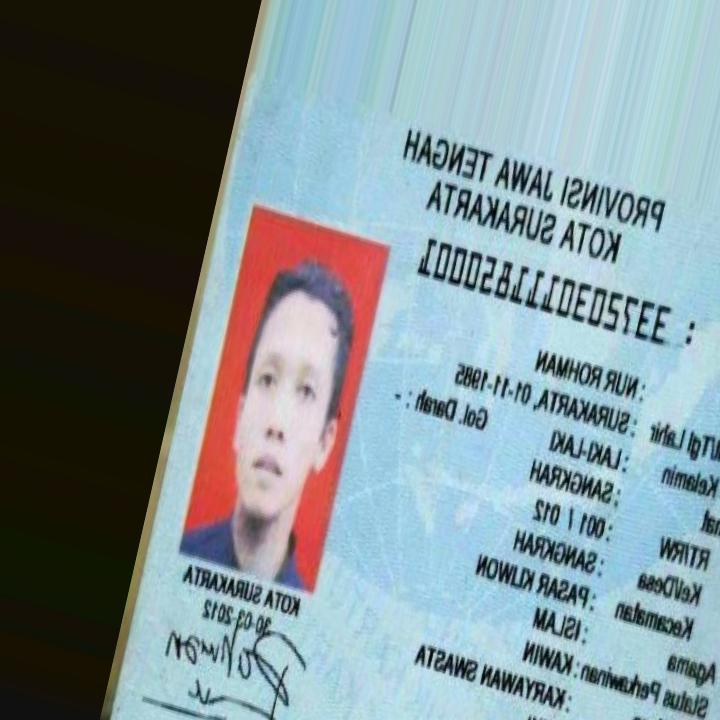 PROVINSI JAWA TENGAH
KOTA SURAKARTA
: 3372030111850001
: NUR ROHMAN
/Tgl Lahir : SURAKARTA, 01-11-1985
Kelamin : LAKI-LAKI Gol. Darah : -
: SANGKRAH
RT/RW : 001 / 012
Kel/Desa : SANGKRAH
Kecamatan : PASAR KLIWON
Agama : ISLAM
Status Perkawinan : KAWIN
: KARYAWAN SWASTA
KOTA SURAKARTA
30-03-2012